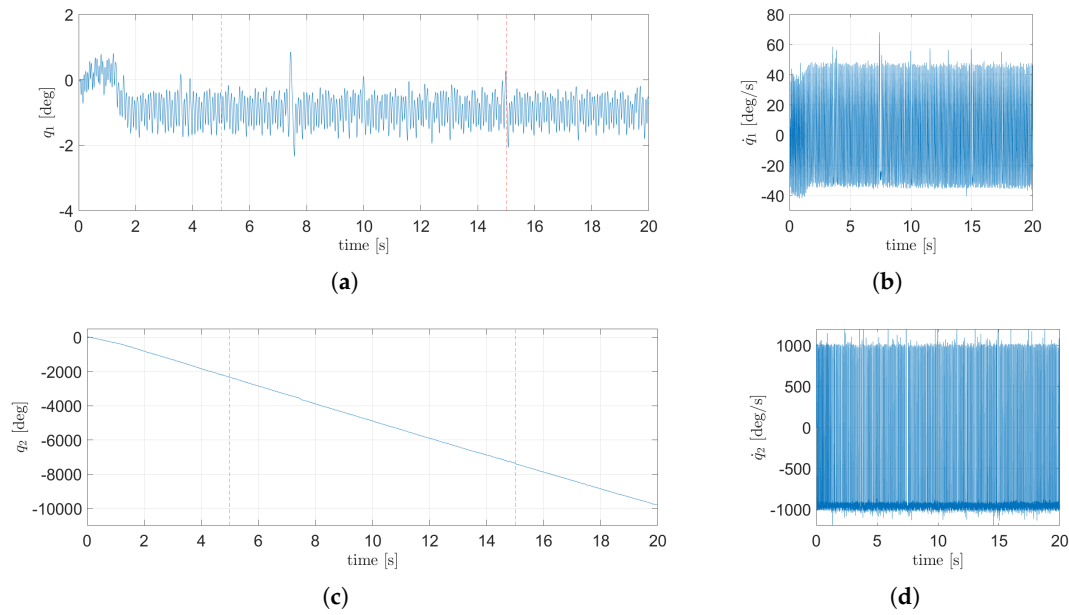 2
0
-2
-4
q₁ [deg]
0 2 4 6 8 10 12 14 16 18 20
time [s]
(a)
80
60
40
20
0
-20
-40
q̇₁ [deg/s]
0 5 10 15 20
time [s]
(b)
0
-2000
-4000
-6000
-8000
-10000
q₂ [deg]
0 2 4 6 8 10 12 14 16 18 20
time [s]
(c)
1000
500
0
-500
-1000
q̇₂ [deg/s]
0 5 10 15 20
time [s]
(d)